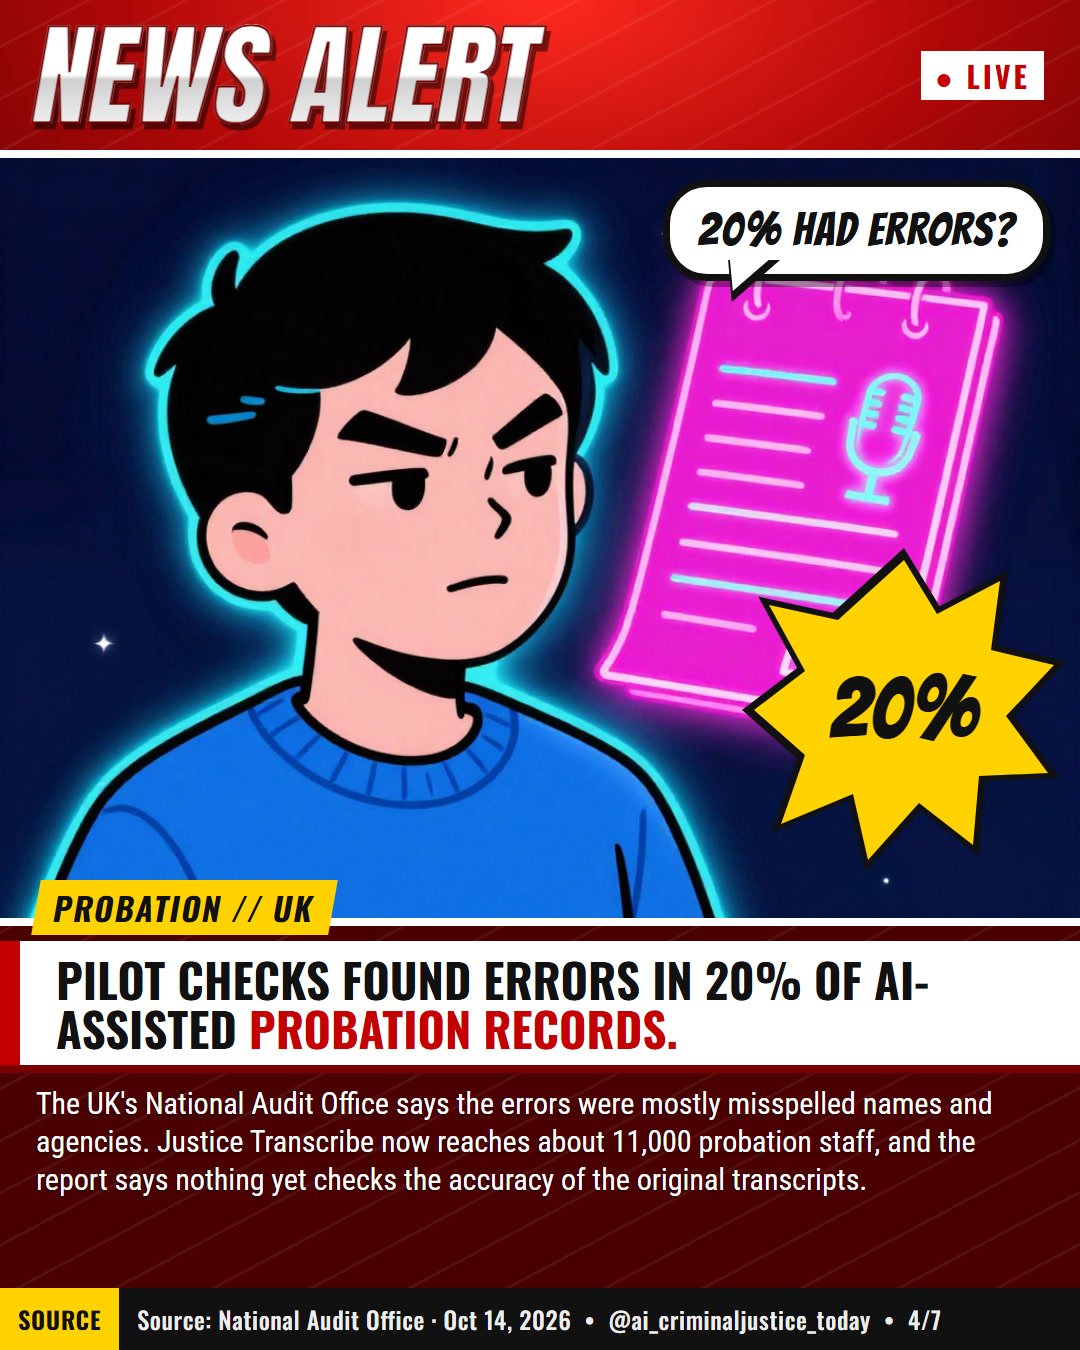 NEWS ALERT
● LIVE
20% HAD ERRORS?
20%
PROBATION // UK
PILOT CHECKS FOUND ERRORS IN 20% OF AI-
ASSISTED PROBATION RECORDS.
The UK's National Audit Office says the errors were mostly misspelled names and
agencies. Justice Transcribe now reaches about 11,000 probation staff, and the
report says nothing yet checks the accuracy of the original transcripts.
SOURCE
Source: National Audit Office · Oct 14, 2026 • @ai_criminaljustice_today • 4/7